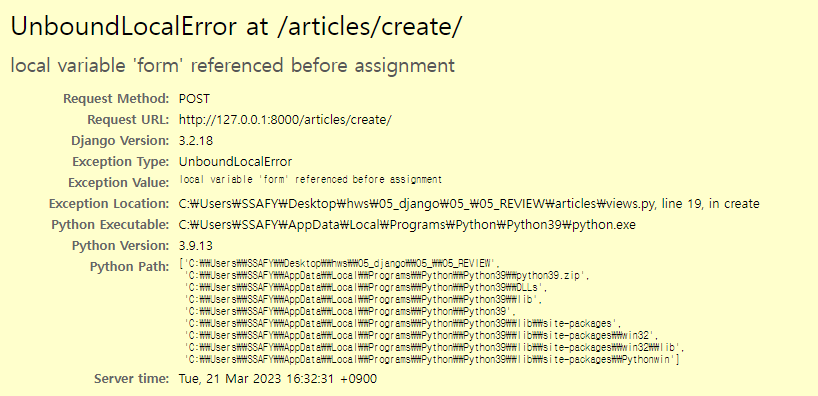 UnboundLocalError at /articles/create/
local variable 'form' referenced before assignment
Request Method: POST
Request URL: http://127.0.0.1:8000/articles/create/
Django Version: 3.2.18
Exception Type: UnboundLocalError
Exception Value: local variable 'form' referenced before assignment
Exception Location: C:₩Users₩SSAFY₩Desktop₩hws₩05_django₩05_₩05_REVIEW₩articles₩views.py, line 19, in create
Python Executable: C:₩Users₩SSAFY₩AppData₩Local₩Programs₩Python₩Python39₩python.exe
Python Version: 3.9.13
Python Path: ['C:₩₩Users₩₩SSAFY₩₩Desktop₩₩hws₩₩05_django₩₩05_₩₩05_REVIEW',
'C:₩₩Users₩₩SSAFY₩₩AppData₩₩Local₩₩Programs₩₩Python₩₩Python39₩₩python39.zip',
'C:₩₩Users₩₩SSAFY₩₩AppData₩₩Local₩₩Programs₩₩Python₩₩Python39₩₩DLLs',
'C:₩₩Users₩₩SSAFY₩₩AppData₩₩Local₩₩Programs₩₩Python₩₩Python39₩₩lib',
'C:₩₩Users₩₩SSAFY₩₩AppData₩₩Local₩₩Programs₩₩Python₩₩Python39',
'C:₩₩Users₩₩SSAFY₩₩AppData₩₩Local₩₩Programs₩₩Python₩₩Python39₩₩lib₩₩site-packages',
'C:₩₩Users₩₩SSAFY₩₩AppData₩₩Local₩₩Programs₩₩Python₩₩Python39₩₩lib₩₩site-packages₩₩win32',
'C:₩₩Users₩₩SSAFY₩₩AppData₩₩Local₩₩Programs₩₩Python₩₩Python39₩₩lib₩₩site-packages₩₩win32₩₩lib',
'C:₩₩Users₩₩SSAFY₩₩AppData₩₩Local₩₩Programs₩₩Python₩₩Python39₩₩lib₩₩site-packages₩₩Pythonwin']
Server time: Tue, 21 Mar 2023 16:32:31 +0900